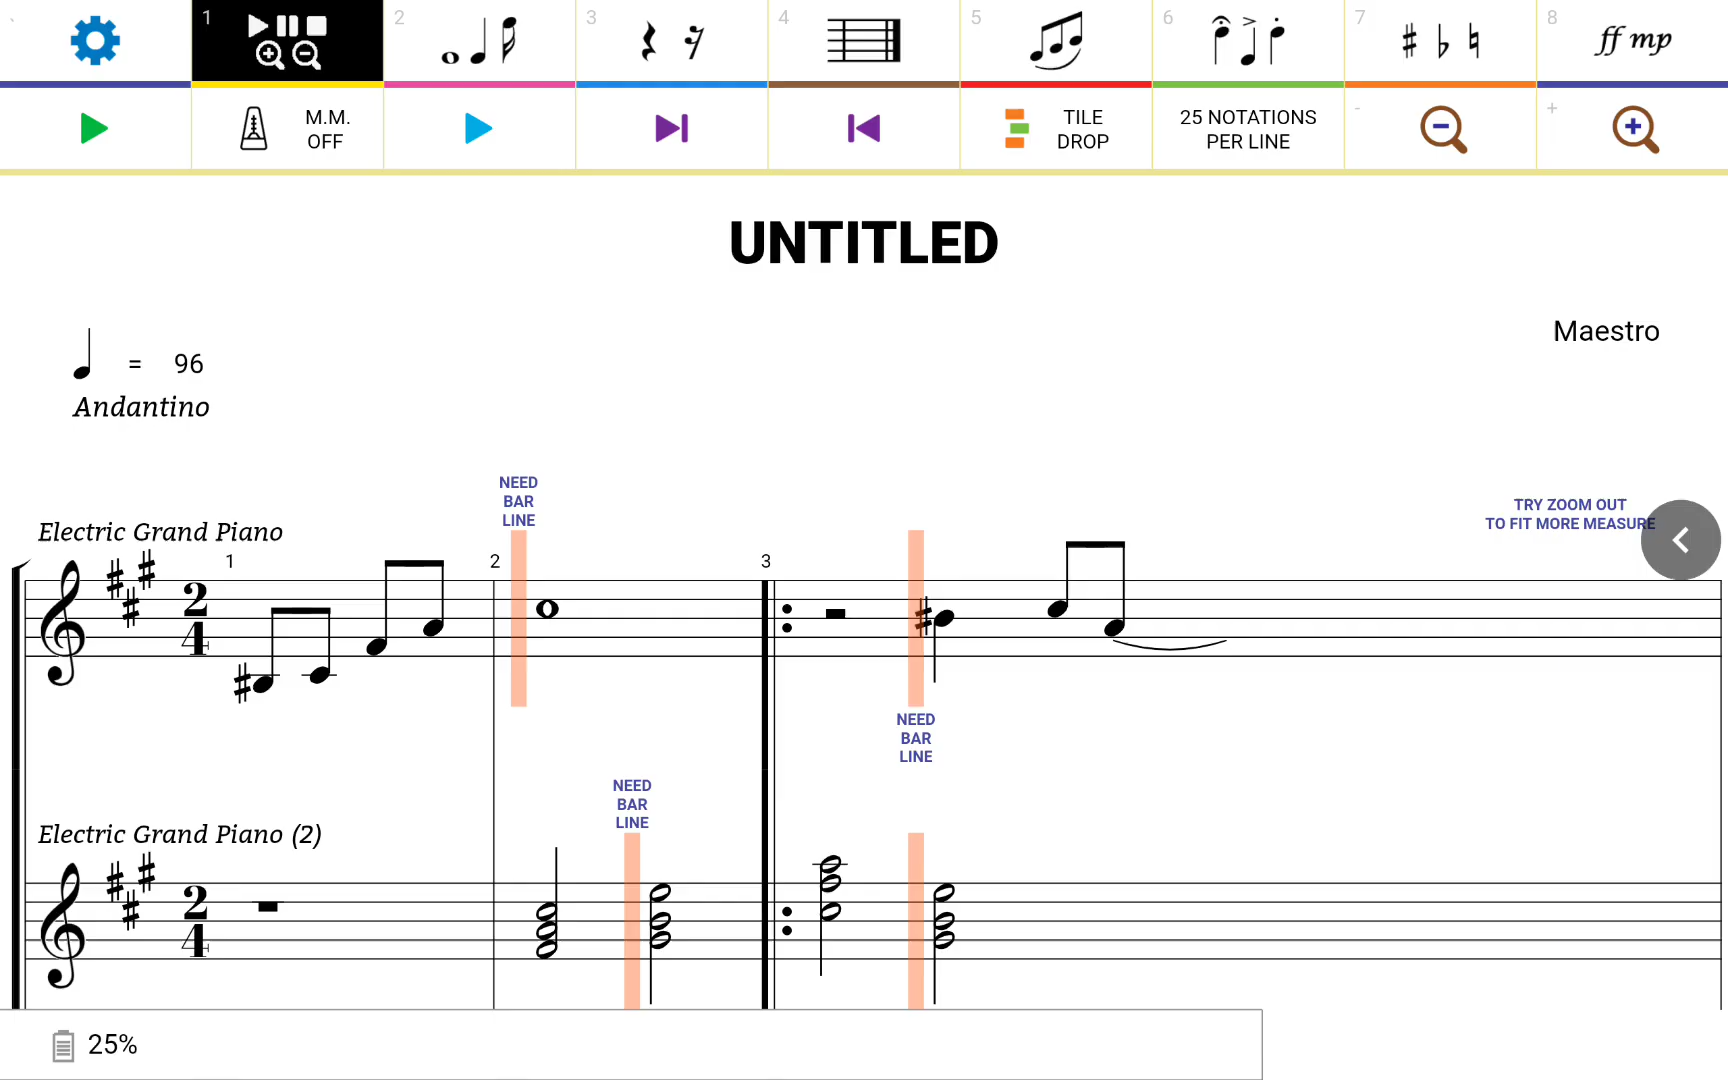 1
2
3
4
5
6
7
8
ff mp
M.M.
OFF
TILE
DROP
25 NOTATIONS
PER LINE
-
+
UNTITLED
Maestro
= 96
Andantino
NEED
BAR
LINE
TRY ZOOM OUT
TO FIT MORE MEASURE
Electric Grand Piano
1
2
3
2
4
NEED
BAR
LINE
NEED
BAR
LINE
Electric Grand Piano (2)
2
4
25%